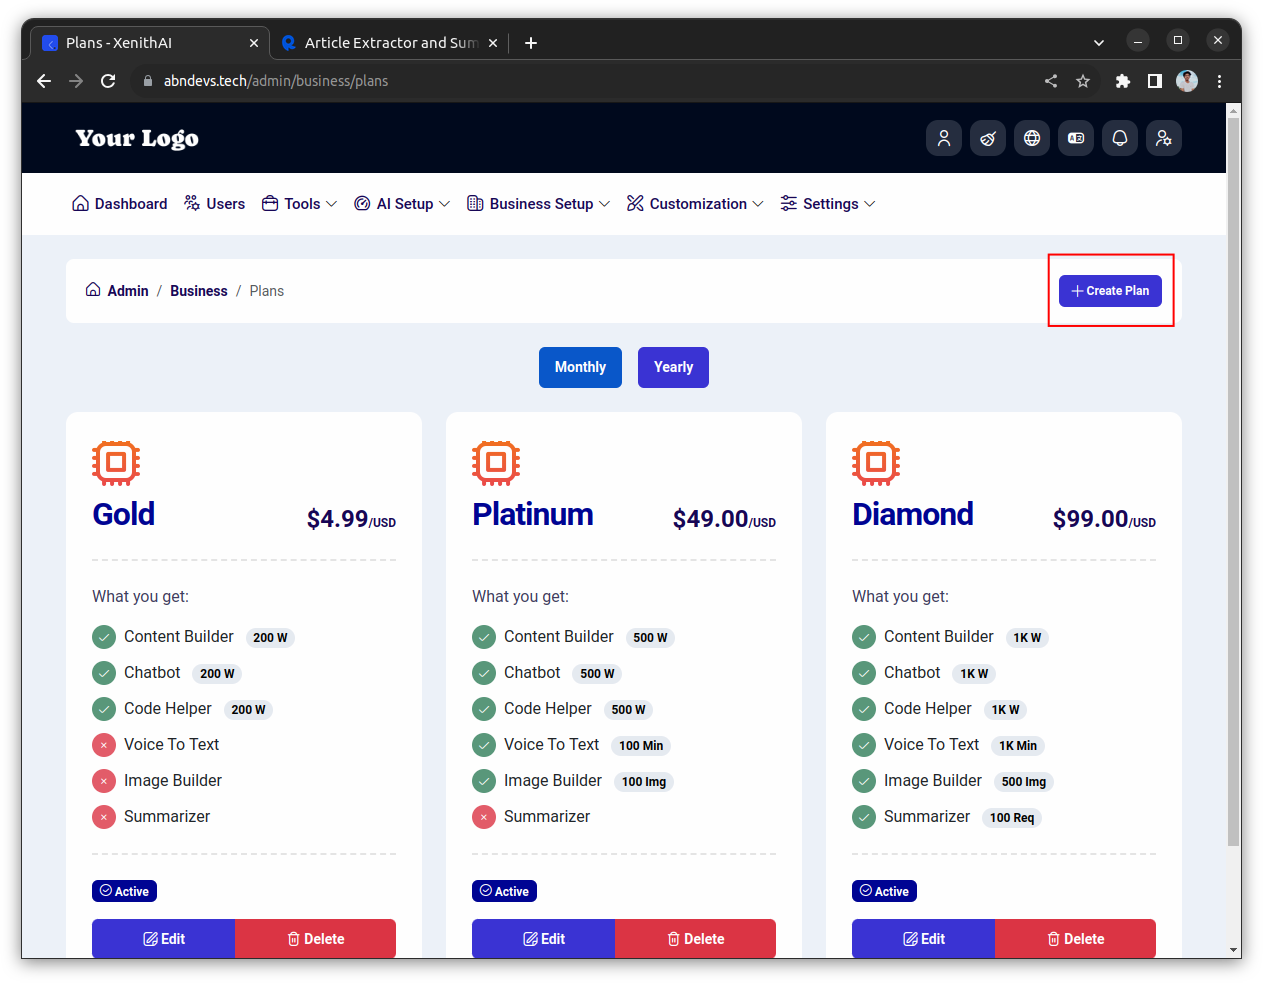 Plans - XenithAI
Article Extractor and Sum
abndevs.tech/admin/business/plans
Your Logo
Dashboard Users Tools AI Setup Business Setup Customization Settings
Admin / Business / Plans
Create Plan
Monthly Yearly
Gold $4.99/USD
What you get:
Content Builder 200 W
Chatbot 200 W
Code Helper 200 W
Voice To Text
Image Builder
Summarizer
Active
Edit Delete
Platinum $49.00/USD
What you get:
Content Builder 500 W
Chatbot 500 W
Code Helper 500 W
Voice To Text 100 Min
Image Builder 100 Img
Summarizer
Active
Edit Delete
Diamond $99.00/USD
What you get:
Content Builder 1K W
Chatbot 1K W
Code Helper 1K W
Voice To Text 1K Min
Image Builder 500 Img
Summarizer 100 Req
Active
Edit Delete